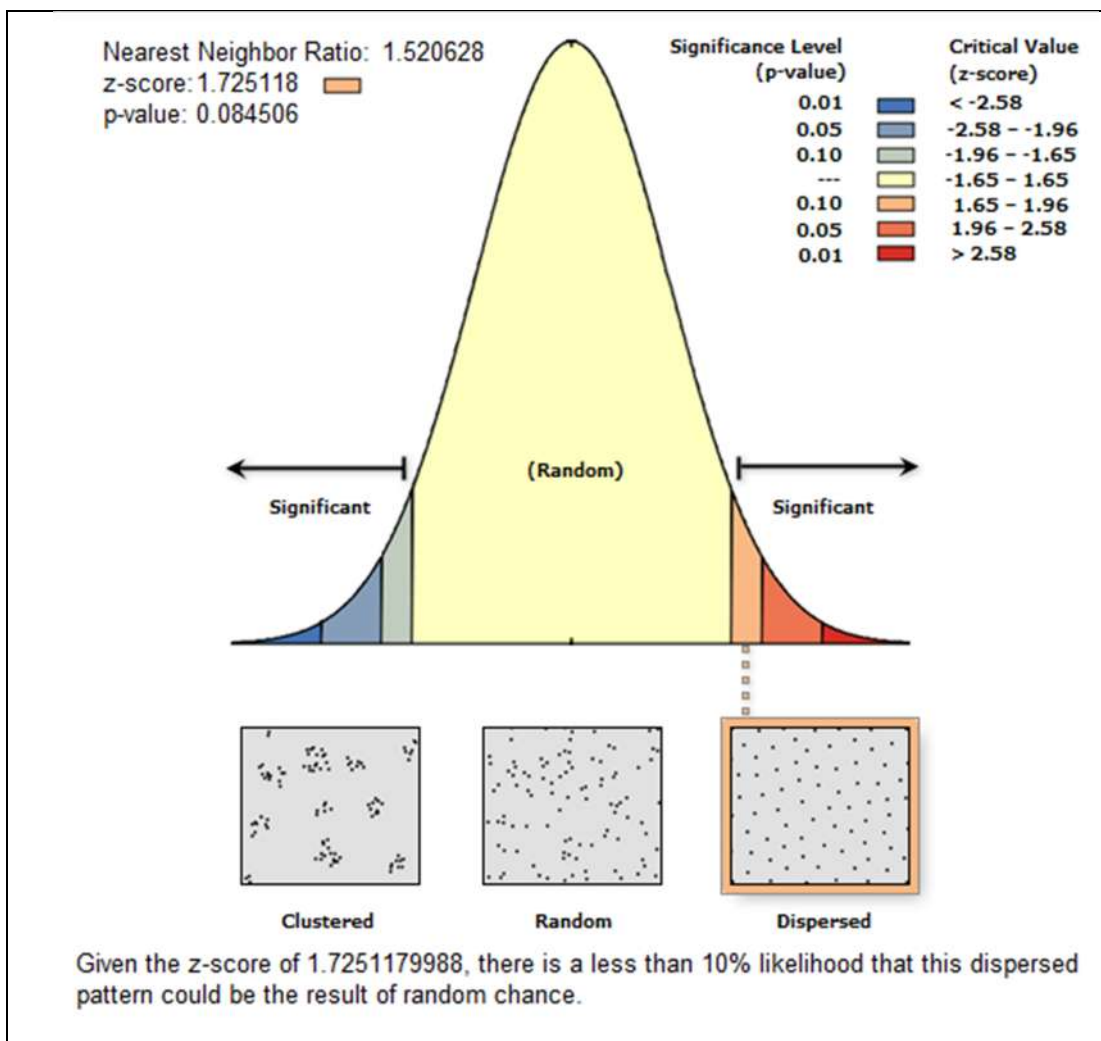 Nearest Neighbor Ratio: 1.520628
z-score: 1.725118
p-value: 0.084506
Significance Level Critical Value
(p-value) (z-score)
0.01 < -2.58
0.05 -2.58 – -1.96
0.10 -1.96 – -1.65
--- -1.65 – 1.65
0.10 1.65 – 1.96
0.05 1.96 – 2.58
0.01 > 2.58
(Random)
Significant Significant
Clustered Random Dispersed
Given the z-score of 1.7251179988, there is a less than 10% likelihood that this dispersed
pattern could be the result of random chance.